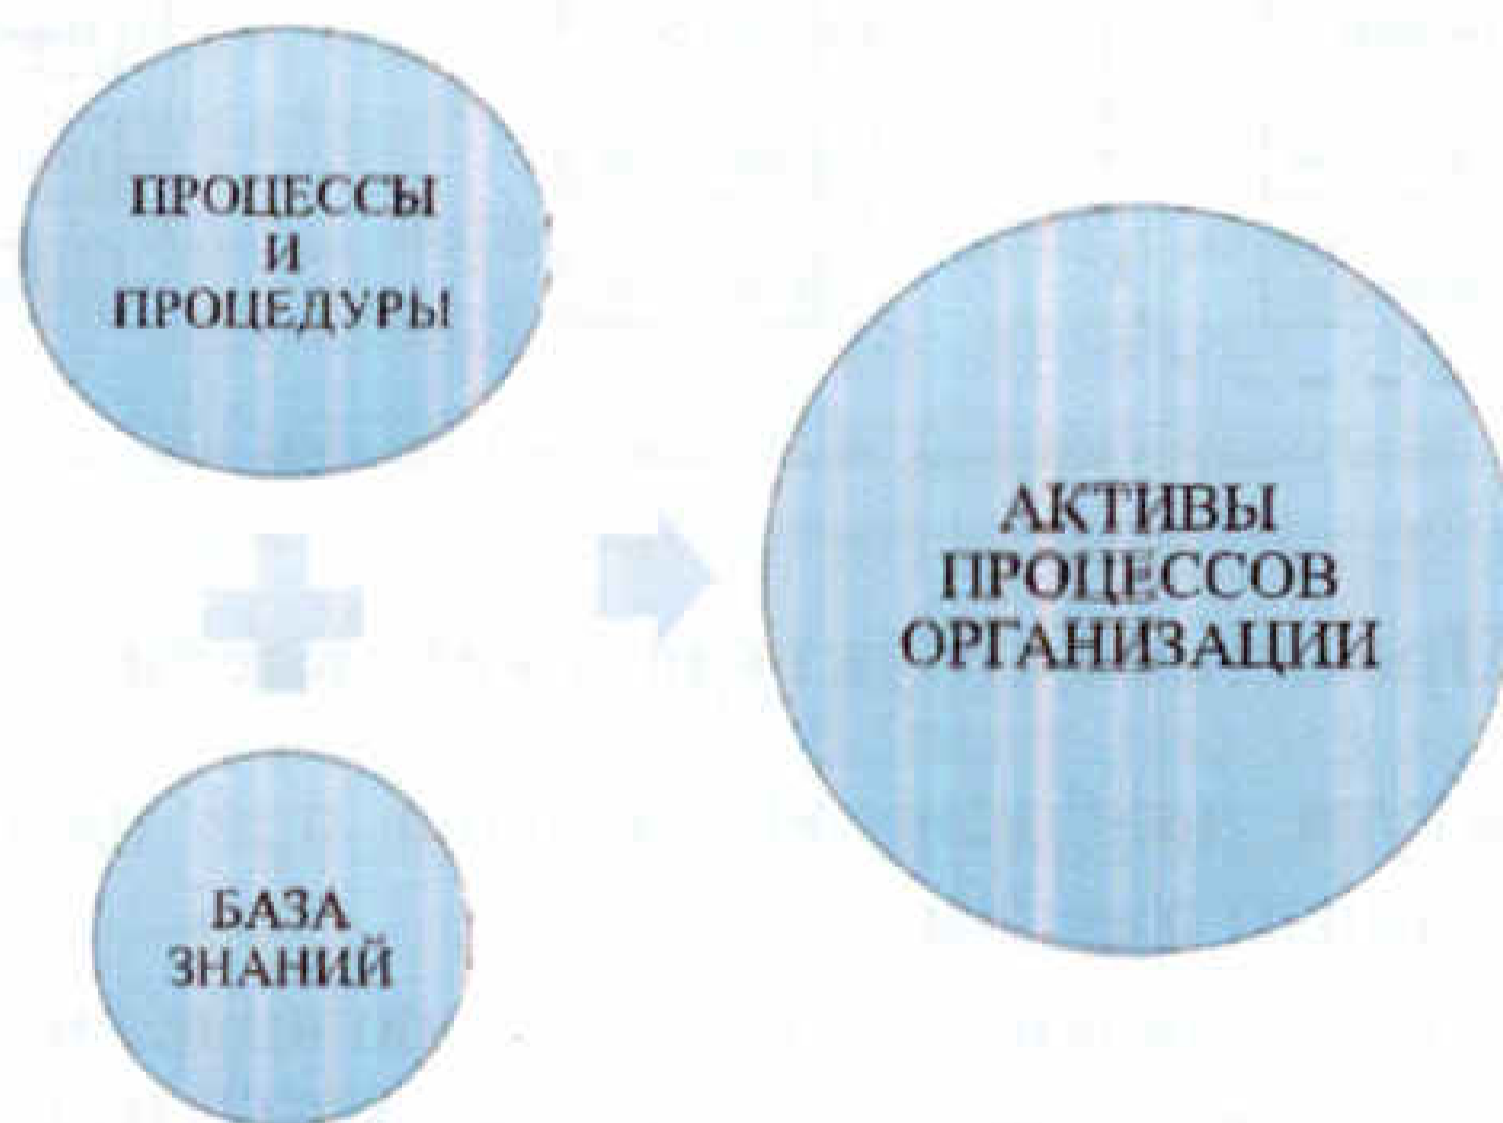 ПРОЦЕССЫ
И
ПРОЦЕДУРЫ
БАЗА
ЗНАНИЙ
АКТИВЫ
ПРОЦЕССОВ
ОРГАНИЗАЦИИ